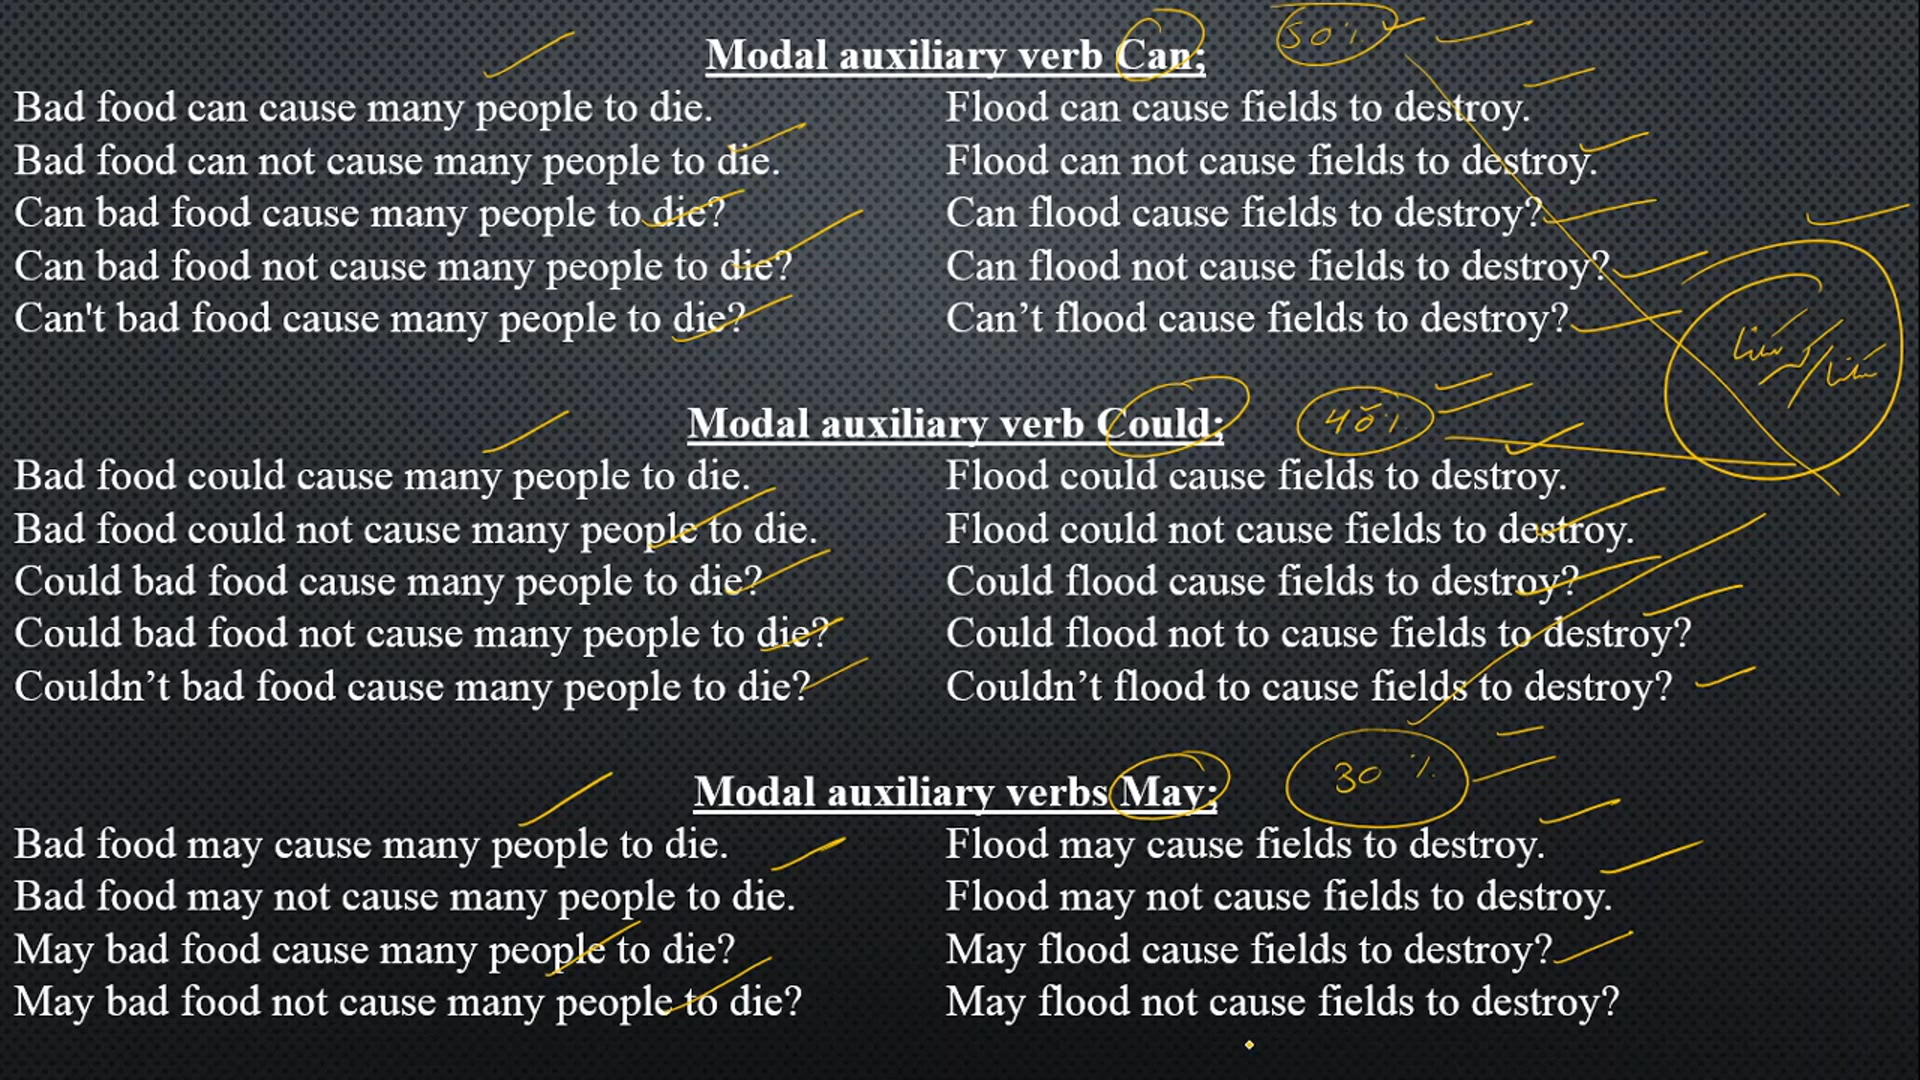 Modal auxiliary verb Can; 50%
Bad food can cause many people to die.
Bad food can not cause many people to die.
Can bad food cause many people to die?
Can bad food not cause many people to die?
Can't bad food cause many people to die?
Flood can cause fields to destroy.
Flood can not cause fields to destroy.
Can flood cause fields to destroy?
Can flood not cause fields to destroy?
Can’t flood cause fields to destroy?
Modal auxiliary verb Could; 40%
Bad food could cause many people to die.
Bad food could not cause many people to die.
Could bad food cause many people to die?
Could bad food not cause many people to die?
Couldn’t bad food cause many people to die?
Flood could cause fields to destroy.
Flood could not cause fields to destroy.
Could flood cause fields to destroy?
Could flood not to cause fields to destroy?
Couldn’t flood to cause fields to destroy?
Modal auxiliary verbs May; 30%
Bad food may cause many people to die.
Bad food may not cause many people to die.
May bad food cause many people to die?
May bad food not cause many people to die?
Flood may cause fields to destroy.
Flood may not cause fields to destroy.
May flood cause fields to destroy?
May flood not cause fields to destroy?